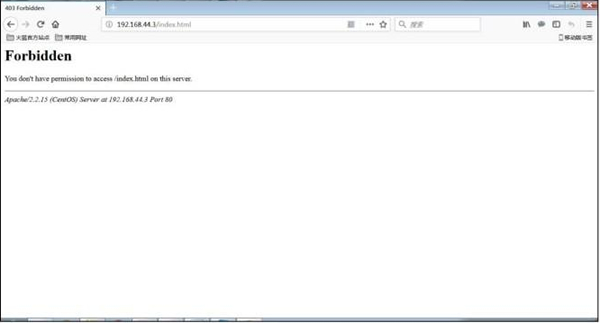 403 Forbidden
192.168.44.3/index.html
搜索
火狐官方站点 常用网址
移动版书签
Forbidden
You don't have permission to access /index.html on this server.
Apache/2.2.15 (CentOS) Server at 192.168.44.3 Port 80